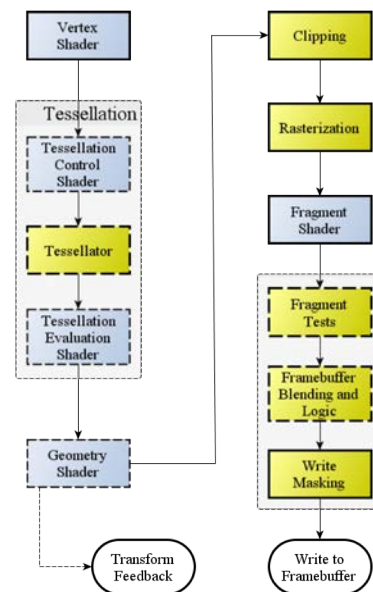 Vertex
Shader
Tessellation
Tessellation
Control
Shader
Tessellator
Tessellation
Evaluation
Shader
Geometry
Shader
Transform
Feedback
Clipping
Rasterization
Fragment
Shader
Fragment
Tests
Framebuffer
Blending and
Logic
Write
Masking
Write to
Framebuffer